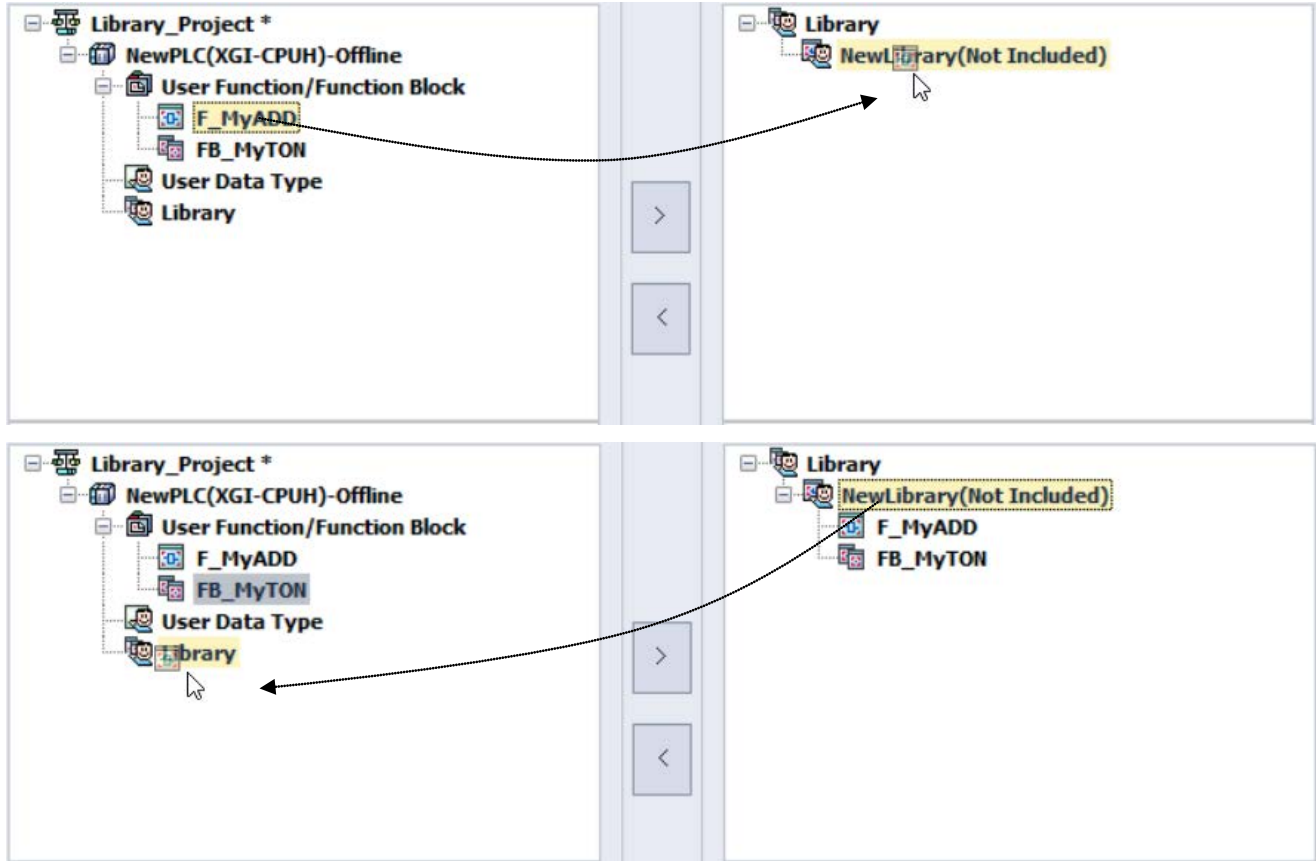 Library_Project *
NewPLC(XGI-CPUH)-Offline
User Function/Function Block
F_MyADD
FB_MyTON
User Data Type
Library
>
<
Library
NewLibrary(Not Included)
Library_Project *
NewPLC(XGI-CPUH)-Offline
User Function/Function Block
F_MyADD
FB_MyTON
User Data Type
Library
>
<
Library
NewLibrary(Not Included)
F_MyADD
FB_MyTON